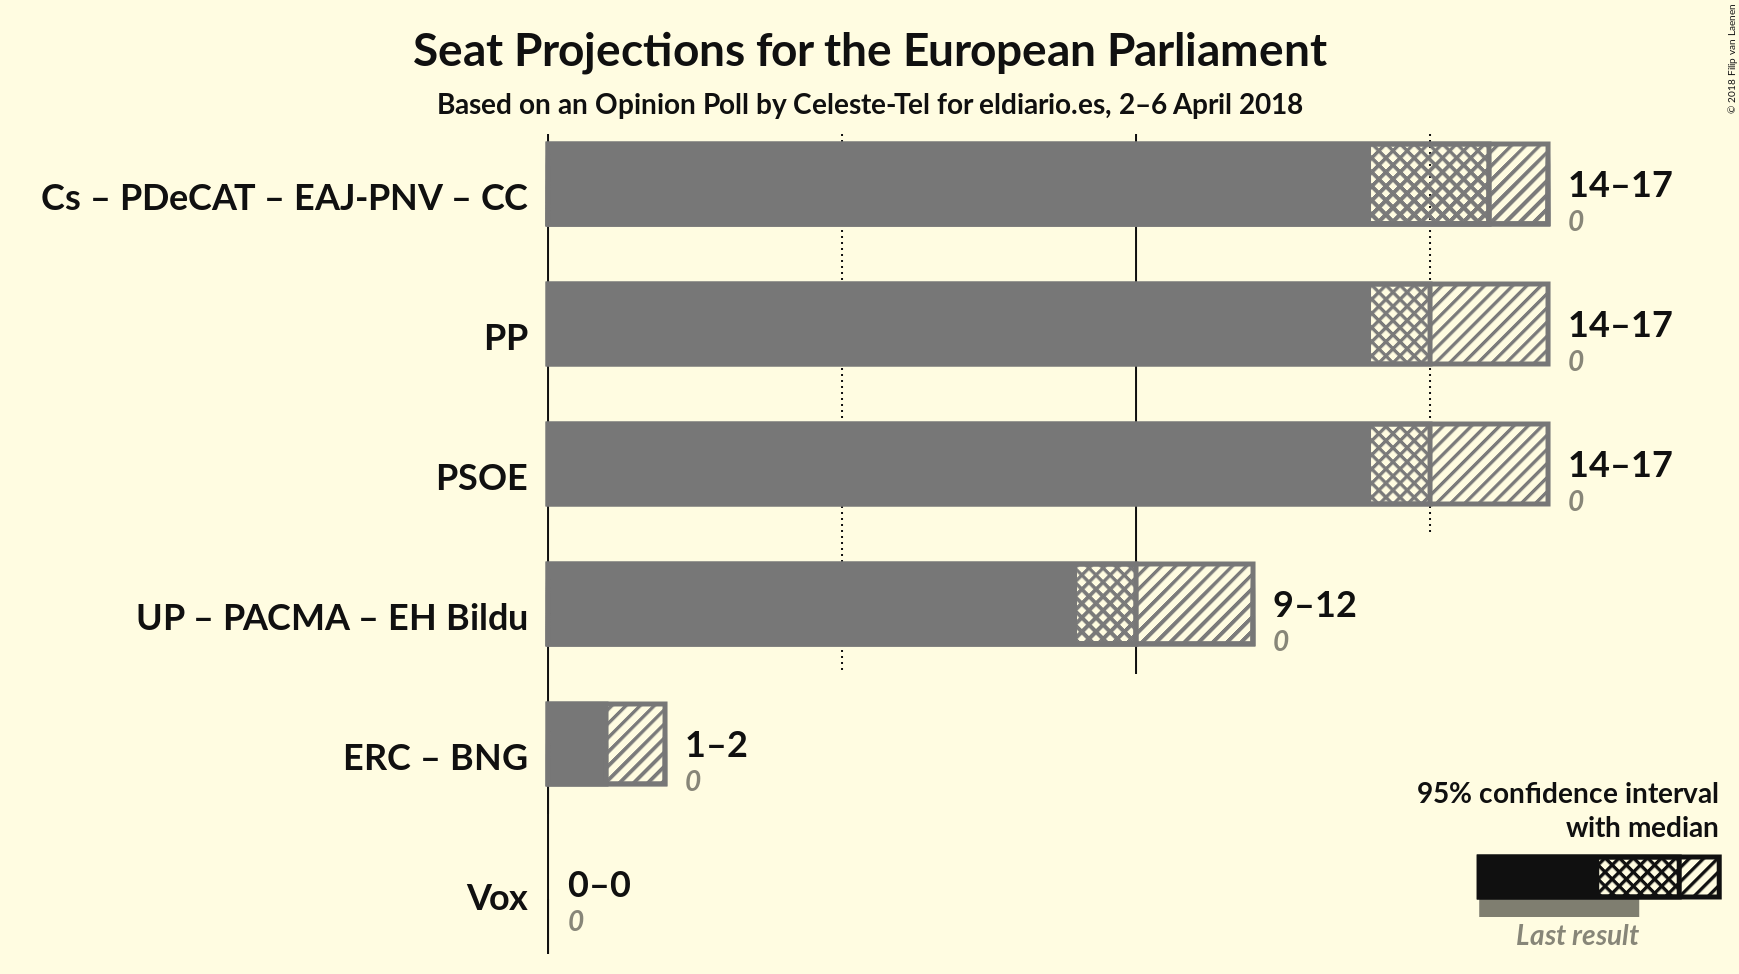 Seat Projections for the European Parliament
Based on an Opinion Poll by Celeste-Tel for eldiario.es, 2–6 April 2018
© 2018 Filip van Laenen
Cs – PDeCAT – EAJ-PNV – CC
14–17
0
PP
14–17
0
PSOE
14–17
0
UP – PACMA – EH Bildu
9–12
0
ERC – BNG
1–2
0
Vox
0–0
0
95% confidence interval
with median
Last result